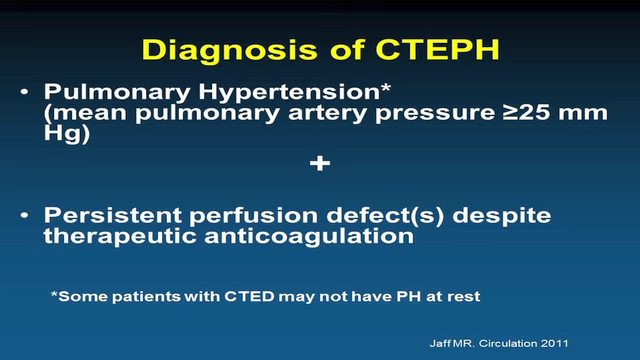 Diagnosis of CTEPH
• Pulmonary Hypertension*
(mean pulmonary artery pressure ≥25 mm
Hg)
+
• Persistent perfusion defect(s) despite
therapeutic anticoagulation
*Some patients with CTED may not have PH at rest
Jaff MR. Circulation 2011